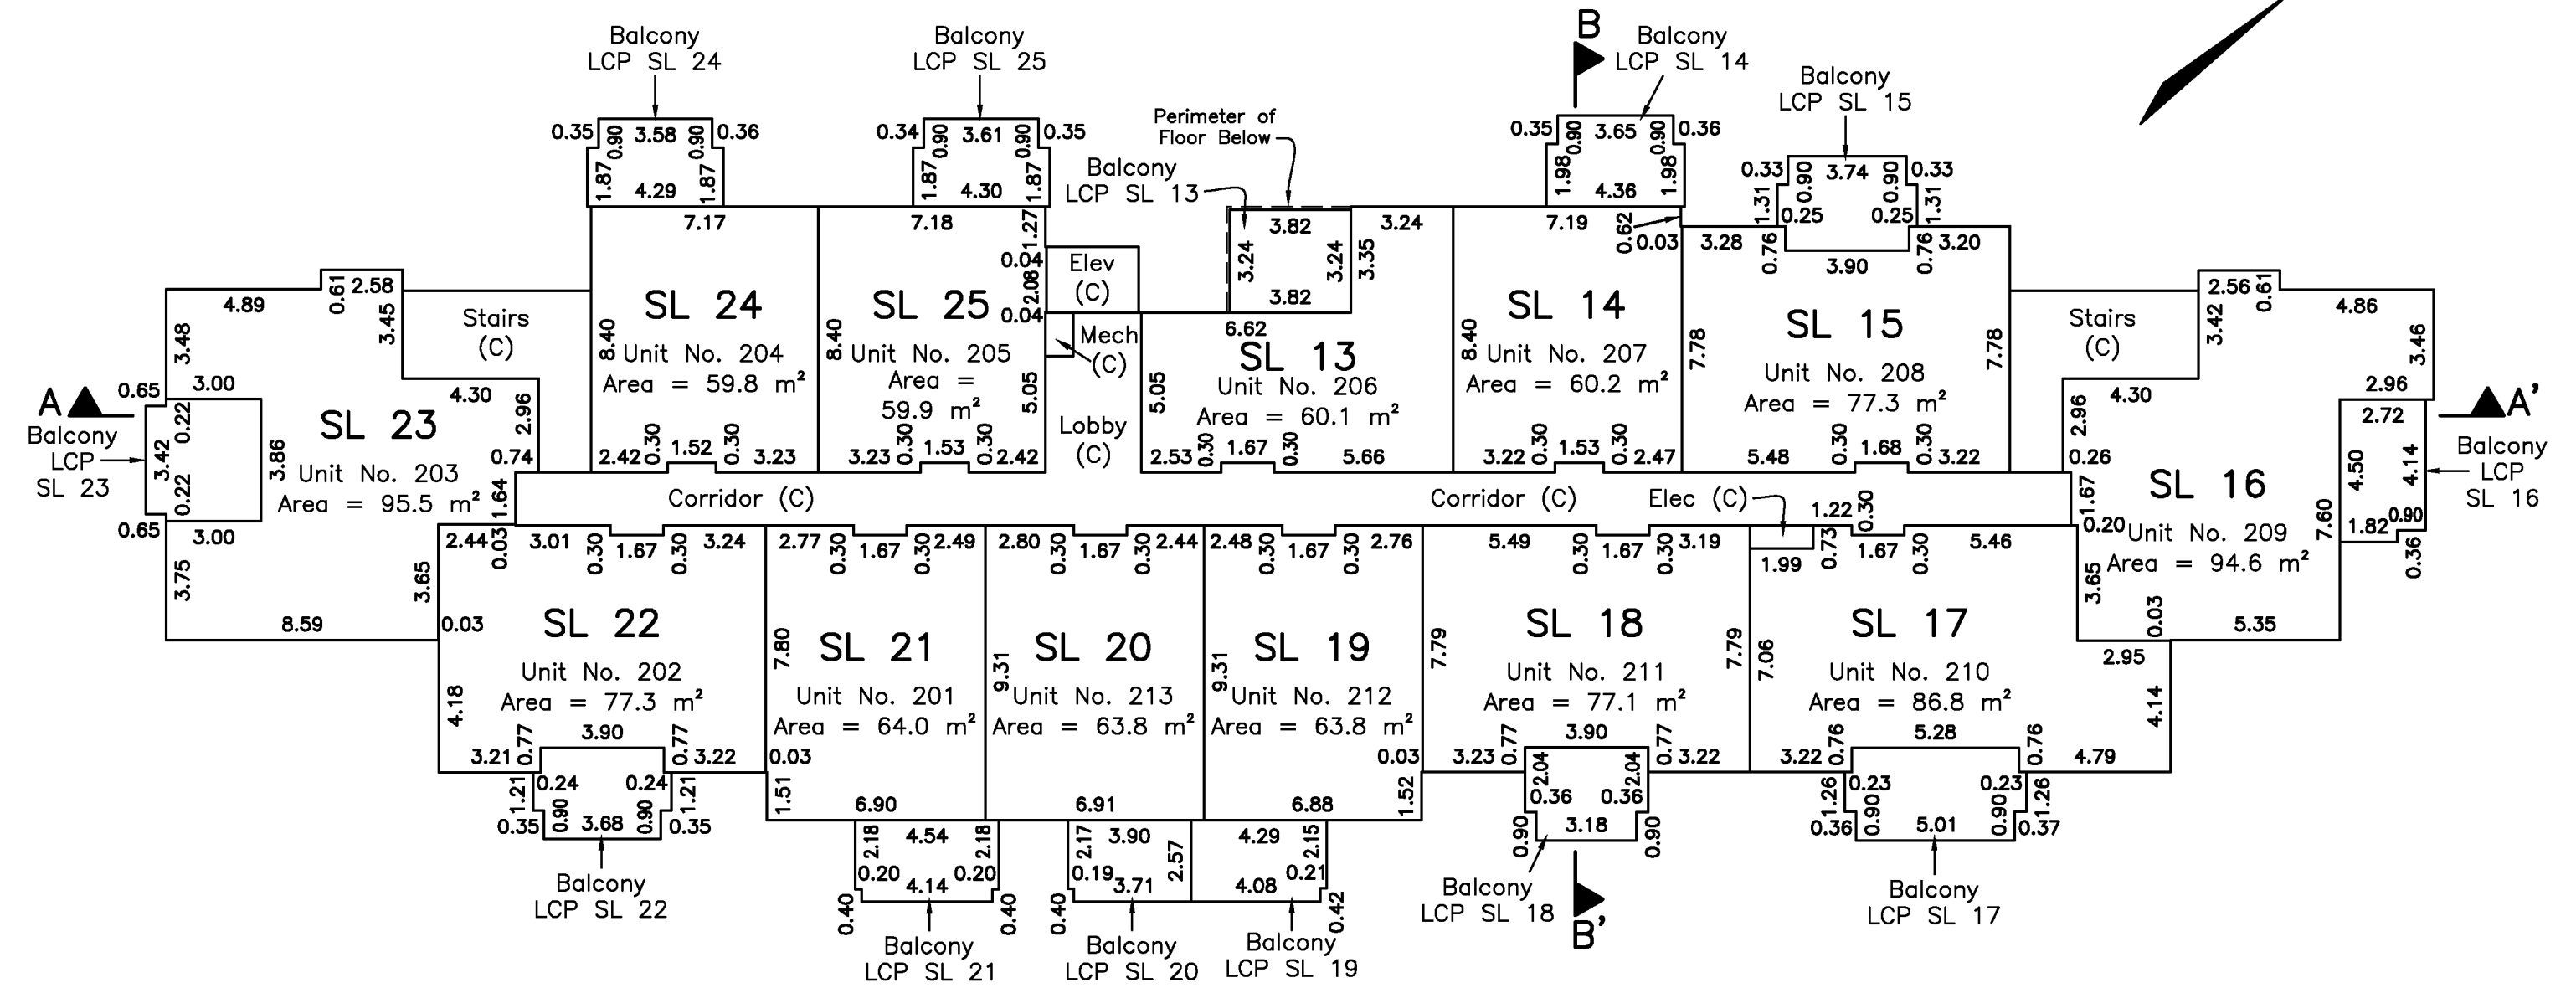 B
Balcony
LCP SL 24
Balcony
LCP SL 25
Balcony
LCP SL 14
Balcony
LCP SL 15
Perimeter of
Floor Below
Balcony
LCP SL 13
0.35
0.90
3.58
0.90
0.36
1.87
4.29
1.87
0.34
0.90
3.61
0.90
0.35
1.87
4.30
1.87
0.35
0.90
3.65
0.90
0.36
1.98
4.36
1.98
0.33
0.90
3.74
0.90
0.33
1.31
0.25
0.25
1.31
7.17
7.18
1.27
3.82
3.24
3.24
3.82
3.35
3.24
7.19
0.62
0.03
3.28
0.76
3.90
0.76
3.20
4.89
0.61
2.58
3.45
3.48
Stairs
(C)
4.30
2.96
0.04
2.08
0.04
Elev
(C)
Mech
(C)
Lobby
(C)
SL 24
Unit No. 204
Area = 59.8 m²
8.40
2.42
0.30
1.52
0.30
3.23
SL 25
Unit No. 205
Area =
59.9 m²
8.40
5.05
3.23
0.30
1.53
0.30
2.42
6.62
SL 13
Unit No. 206
Area = 60.1 m²
5.05
2.53
0.30
1.67
0.30
5.66
SL 14
Unit No. 207
Area = 60.2 m²
8.40
3.22
0.30
1.53
0.30
2.47
SL 15
Unit No. 208
Area = 77.3 m²
7.78
7.78
5.48
0.30
1.68
0.30
3.22
Stairs
(C)
2.56
0.61
3.42
4.86
3.46
4.30
2.96
2.96
A
Balcony
LCP
SL 23
0.65
3.00
0.22
3.42
0.22
3.86
0.65
3.00
SL 23
Unit No. 203
Area = 95.5 m²
0.74
1.64
3.75
8.59
3.65
2.44
0.03
0.03
Corridor (C)
Corridor (C)
Elec (C)
0.26
1.67
0.20
SL 16
Unit No. 209
Area = 94.6 m²
7.60
3.65
0.03
5.35
2.95
2.72
4.50
4.14
1.82
0.90
0.36
A'
Balcony
LCP
SL 16
3.01
0.30
1.67
0.30
3.24
SL 22
Unit No. 202
Area = 77.3 m²
4.18
3.21
0.77
3.90
0.77
3.22
1.21
0.24
0.24
1.21
0.35
0.90
3.68
0.90
0.35
Balcony
LCP SL 22
2.77
0.30
1.67
0.30
2.49
7.80
SL 21
Unit No. 201
Area = 64.0 m²
0.03
1.51
6.90
2.18
4.54
2.18
0.20
4.14
0.20
0.40
0.40
Balcony
LCP SL 21
2.80
0.30
1.67
0.30
2.44
9.31
SL 20
Unit No. 213
Area = 63.8 m²
6.91
2.17
3.90
2.57
0.19
3.71
0.40
Balcony
LCP SL 20
2.48
0.30
1.67
0.30
2.76
9.31
SL 19
Unit No. 212
Area = 63.8 m²
0.03
1.52
6.88
4.29
2.15
0.21
4.08
0.42
Balcony
LCP SL 19
5.49
0.30
1.67
0.30
3.19
7.79
7.79
SL 18
Unit No. 211
Area = 77.1 m²
3.23
0.77
3.90
0.77
3.22
2.04
2.04
0.36
0.36
0.90
3.18
0.90
Balcony
LCP SL 18
B'
1.22
0.30
1.99
0.73
1.67
0.30
5.46
7.06
SL 17
Unit No. 210
Area = 86.8 m²
4.14
3.22
0.76
5.28
0.76
4.79
1.26
0.23
0.23
1.26
0.36
0.90
5.01
0.90
0.37
Balcony
LCP SL 17